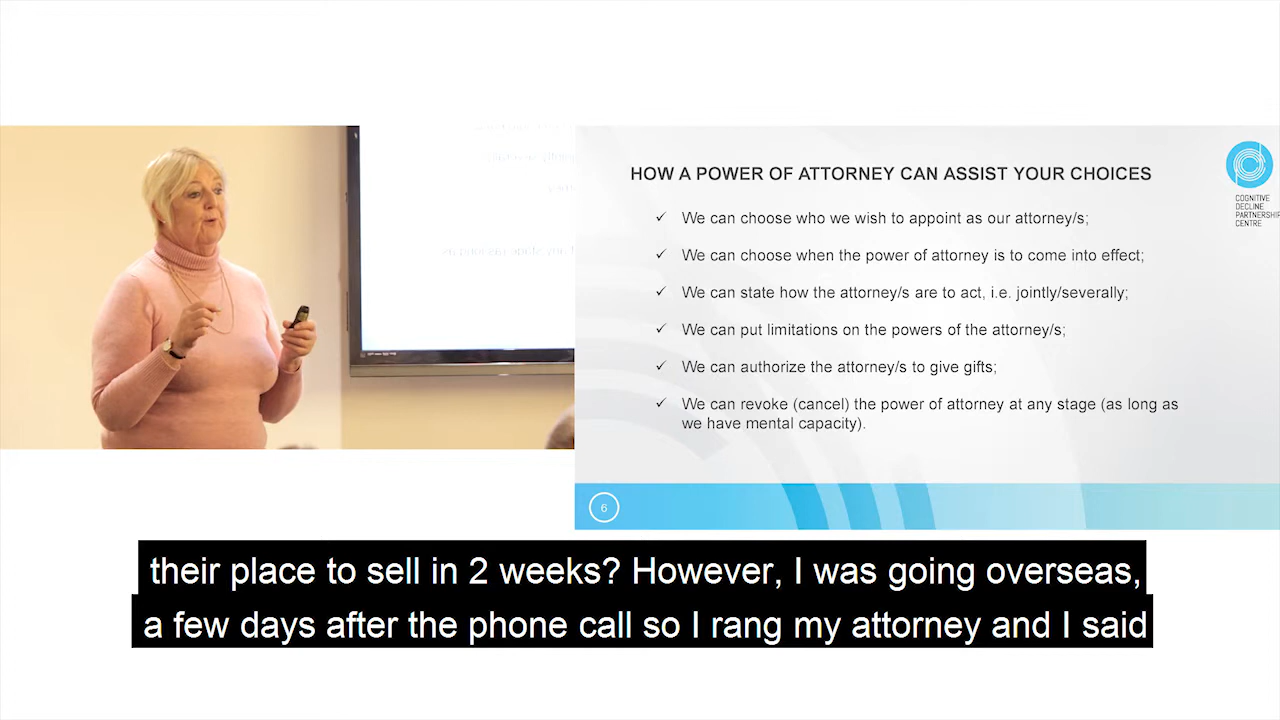 HOW A POWER OF ATTORNEY CAN ASSIST YOUR CHOICES
COGNITIVE
DECLINE
PARTNERSHIP
CENTRE
✓ We can choose who we wish to appoint as our attorney/s;
✓ We can choose when the power of attorney is to come into effect;
✓ We can state how the attorney/s are to act, i.e. jointly/severally;
✓ We can put limitations on the powers of the attorney/s;
✓ We can authorize the attorney/s to give gifts;
✓ We can revoke (cancel) the power of attorney at any stage (as long as
we have mental capacity).
6
their place to sell in 2 weeks? However, I was going overseas,
a few days after the phone call so I rang my attorney and I said